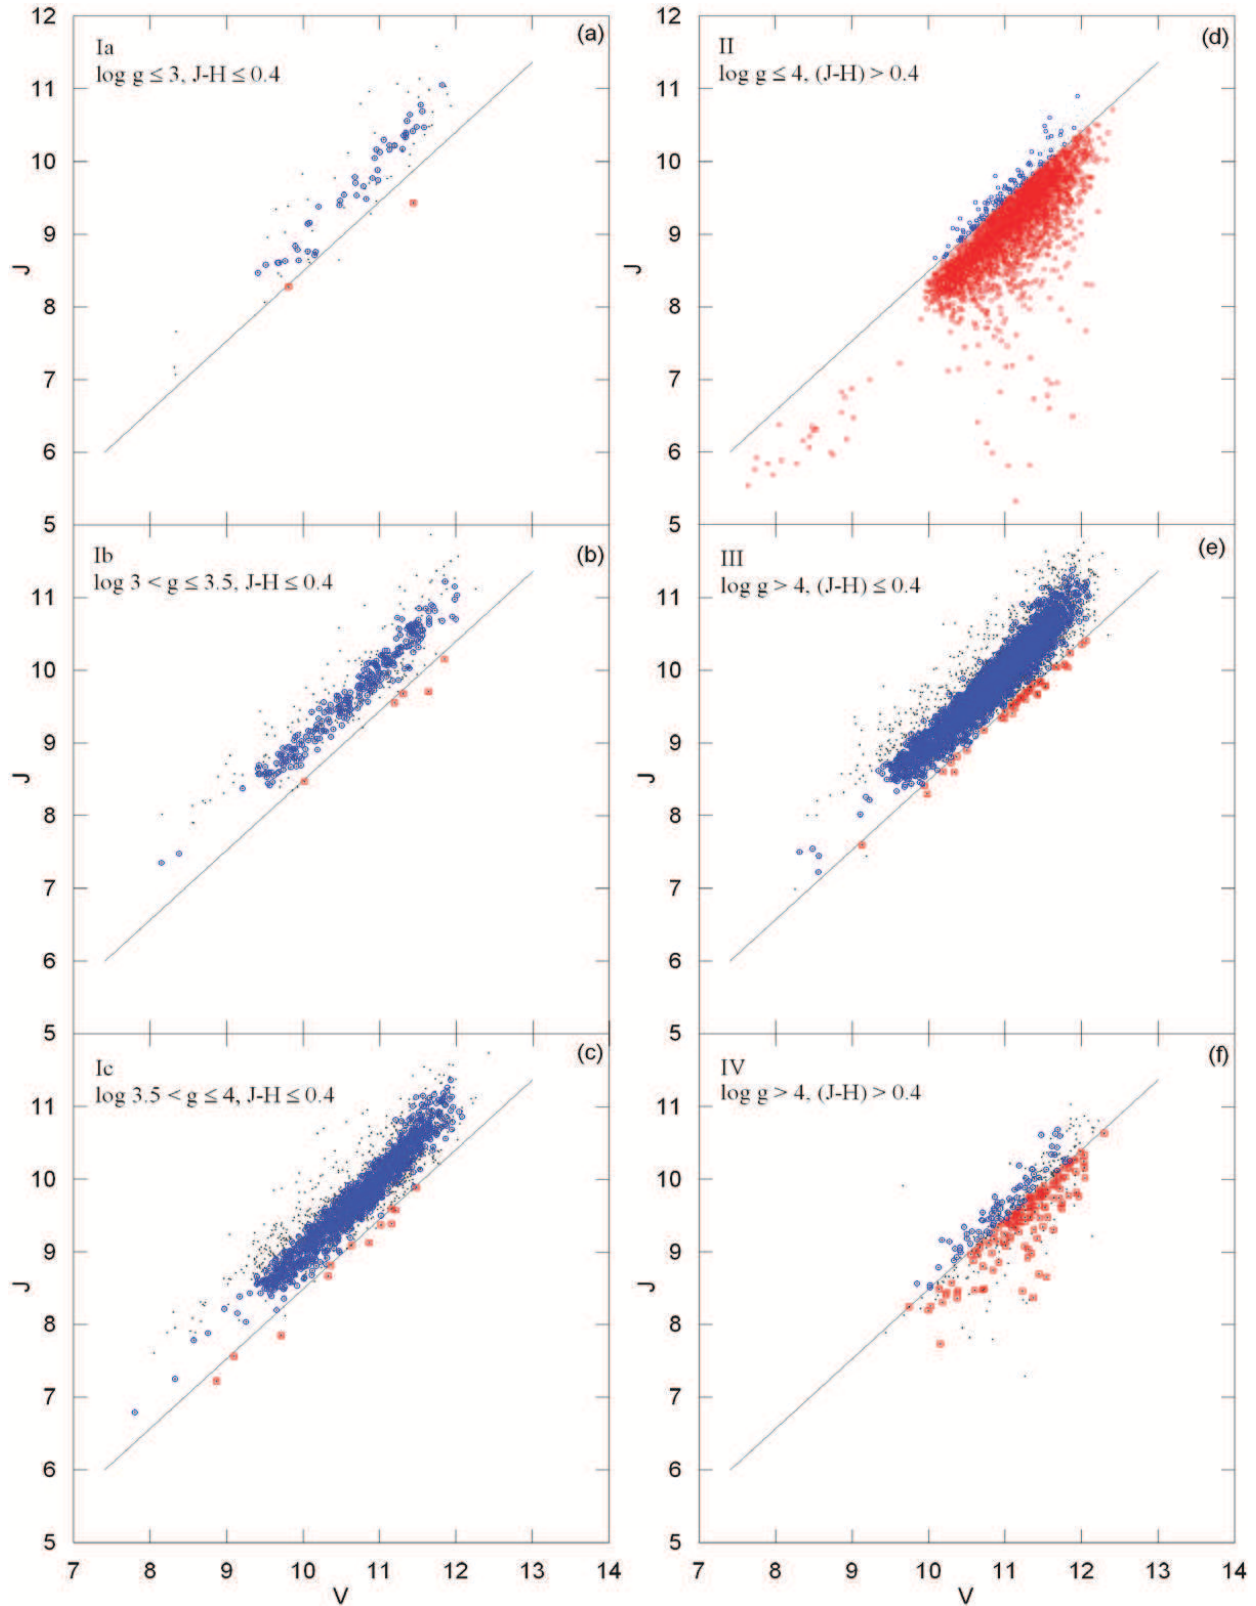 12
11
10
9
8
7
6
5
J
Ia
log g ≤ 3, J-H ≤ 0.4
(a)
12
11
10
9
8
7
6
5
J
II
log g ≤ 4, (J-H) > 0.4
(d)
11
10
9
8
7
6
5
J
Ib
log 3 < g ≤ 3.5, J-H ≤ 0.4
(b)
11
10
9
8
7
6
5
J
III
log g > 4, (J-H) ≤ 0.4
(e)
11
10
9
8
7
6
5
J
Ic
log 3.5 < g ≤ 4, J-H ≤ 0.4
(c)
7 8 9 10 11 12 13 14
V
11
10
9
8
7
6
5
J
IV
log g > 4, (J-H) > 0.4
(f)
7 8 9 10 11 12 13 14
V